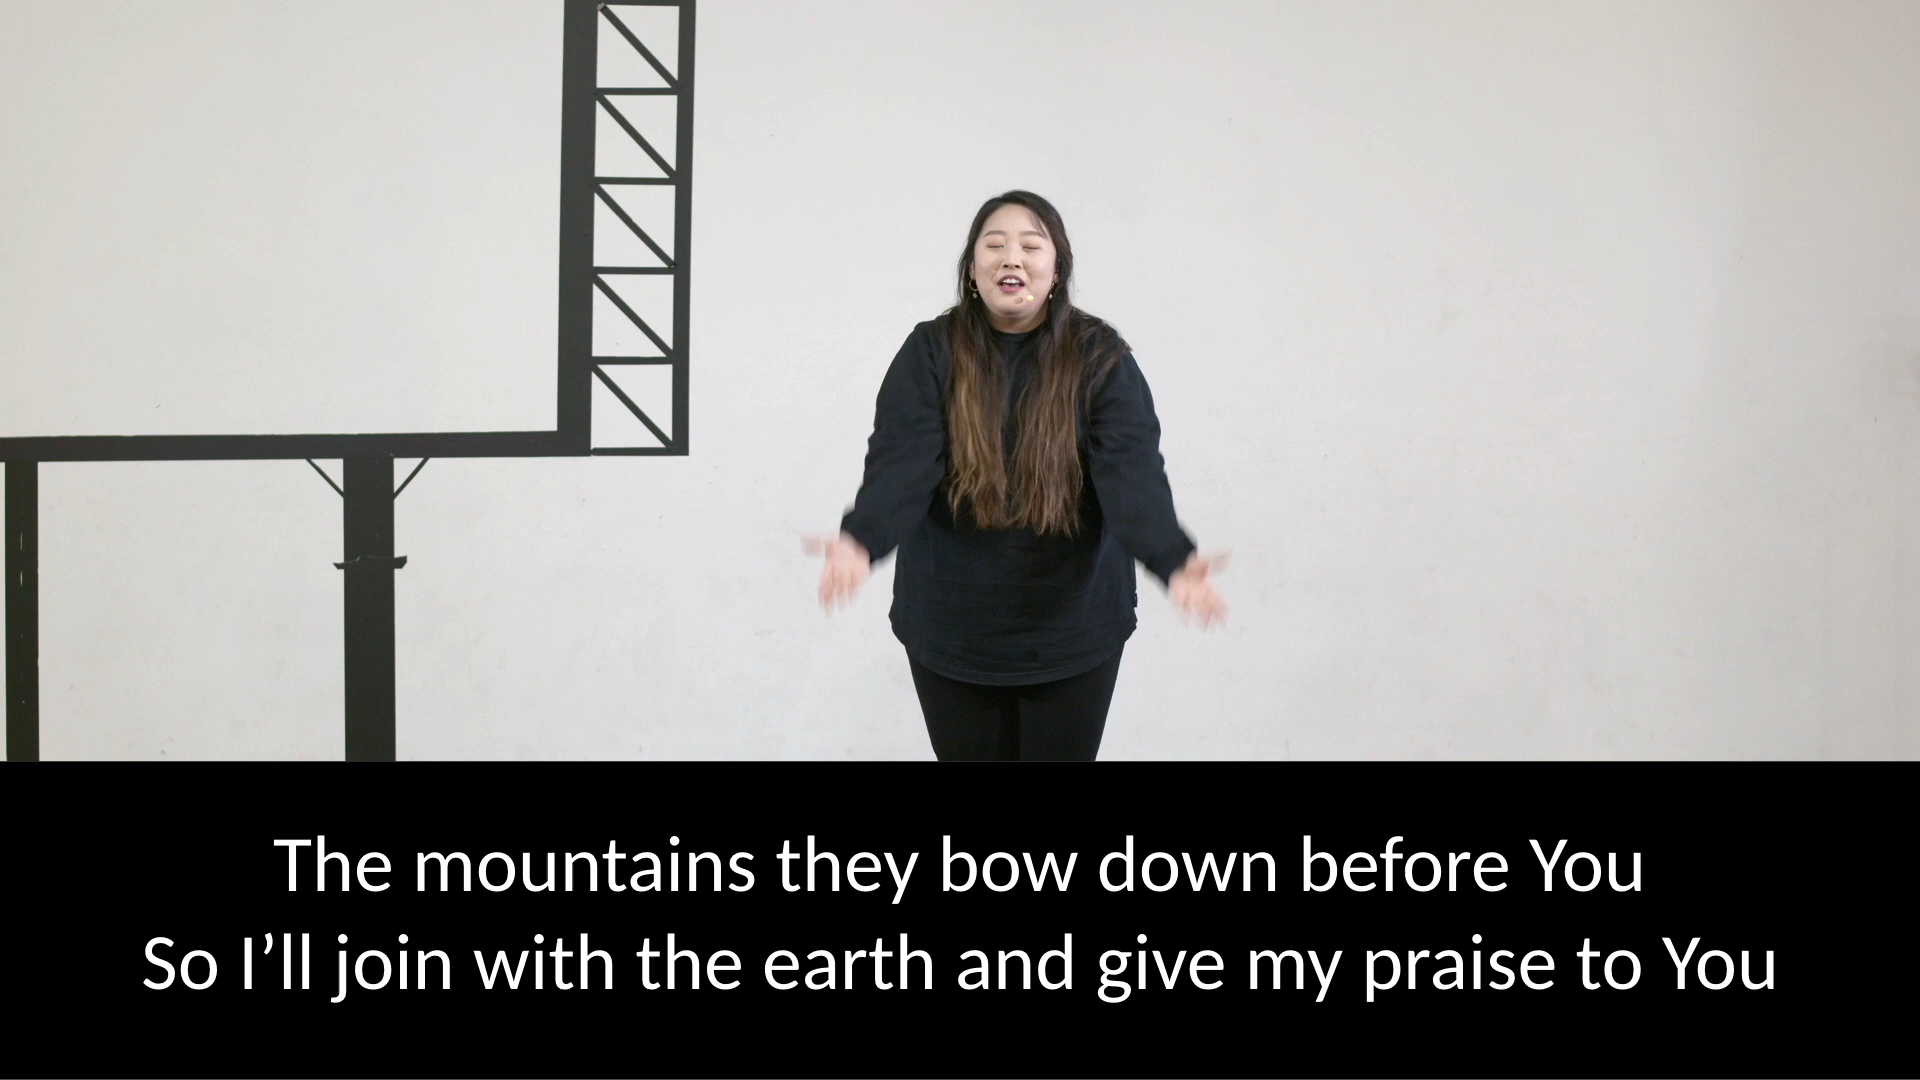 The mountains they bow down before You
So I’ll join with the earth and give my praise to You